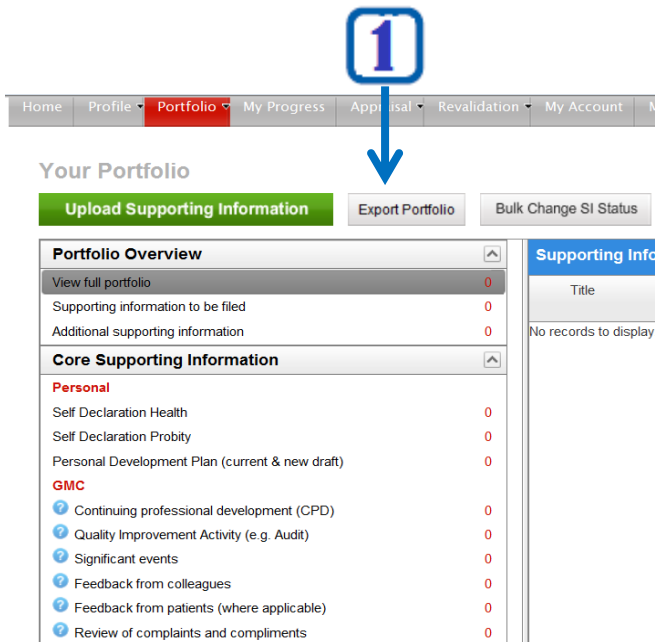 1
Home Profile Portfolio My Progress Appraisal Revalidation My Account
Your Portfolio
Upload Supporting Information Export Portfolio Bulk Change SI Status
Portfolio Overview
View full portfolio 0
Supporting information to be filed 0
Additional supporting information 0
Core Supporting Information
Personal
Self Declaration Health 0
Self Declaration Probity 0
Personal Development Plan (current & new draft) 0
GMC
? Continuing professional development (CPD) 0
? Quality Improvement Activity (e.g. Audit) 0
? Significant events 0
? Feedback from colleagues 0
? Feedback from patients (where applicable) 0
? Review of complaints and compliments 0
Supporting Info
Title
No records to display